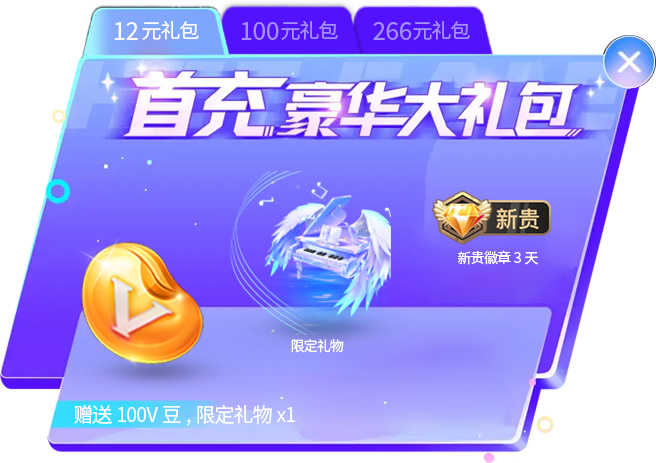 12元礼包
100元礼包
266元礼包
首充豪华大礼包
新贵
新贵徽章 3 天
V
限定礼物
赠送 100V 豆 , 限定礼物 x1